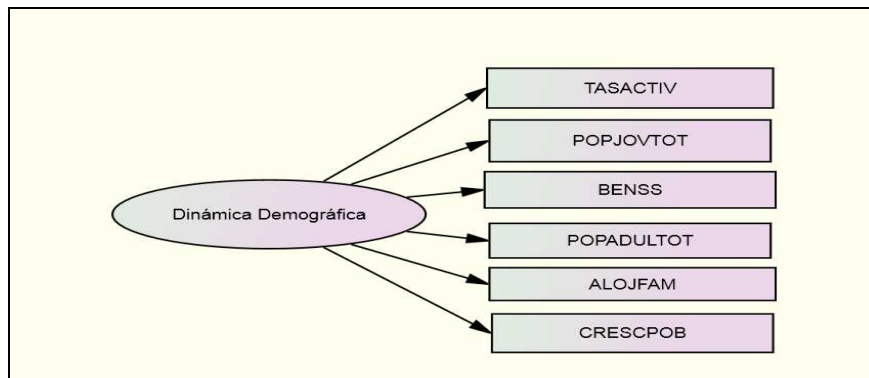 TASACTIV
POPJOVTOT
BENSS
Dinámica Demográfica
POPADULTOT
ALOJFAM
CRESCPOB